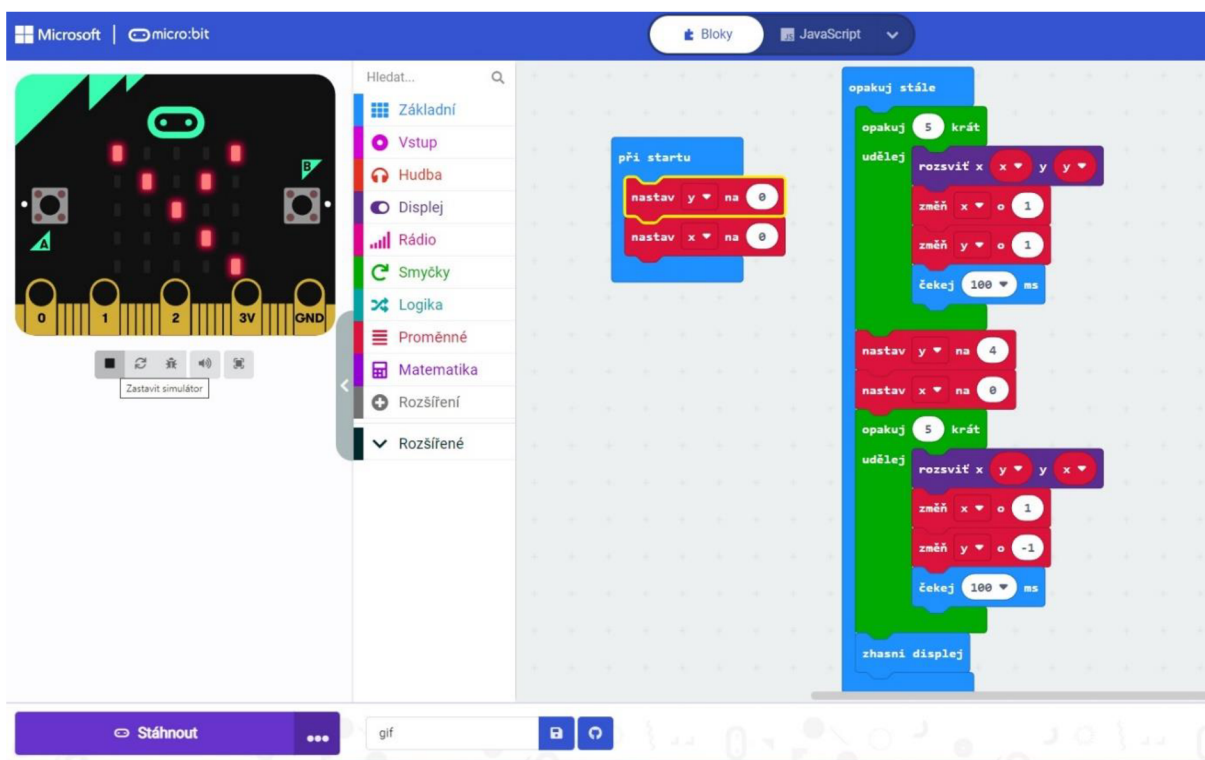 Microsoft | micro:bit
Bloky
JavaScript
B
A
0 1 2 3V GND
Zastavit simulátor
Hledat...
Základní
Vstup
Hudba
Displej
Rádio
Smyčky
Logika
Proměnné
Matematika
Rozšíření
Rozšířené
při startu
nastav y na 0
nastav x na 0
opakuj stále
opakuj 5 krát
udělej
rozsviť x x y y
změň x o 1
změň y o 1
čekej 100 ms
nastav y na 4
nastav x na 0
opakuj 5 krát
udělej
rozsviť x y y x
změň x o 1
změň y o -1
čekej 100 ms
zhasni displej
Stáhnout
gif